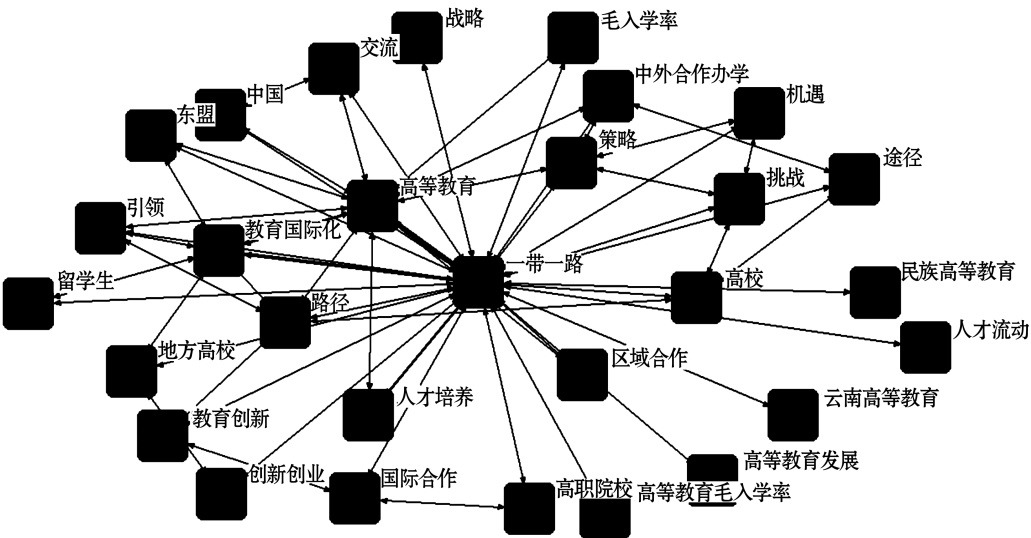 战略
毛入学率
交流
中外合作办学
中国
机遇
东盟
策略
途径
高等教育
挑战
引领
教育国际化
一带一路
高校
民族高等教育
留学生
路径
人才流动
地方高校
区域合作
人才培养
云南高等教育
教育创新
高等教育发展
创新创业
国际合作
高职院校
高等教育毛入学率